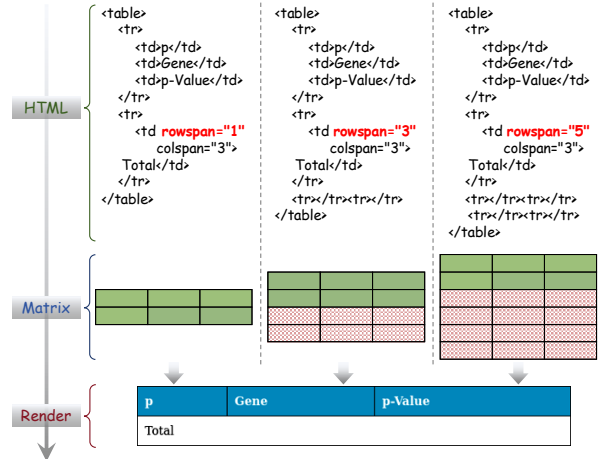 HTML
<table>
<tr>
<td>p</td>
<td>Gene</td>
<td>p-Value</td>
</tr>
<tr>
<td rowspan="1"
colspan="3">
Total</td>
</tr>
</table>
<table>
<tr>
<td>p</td>
<td>Gene</td>
<td>p-Value</td>
</tr>
<tr>
<td rowspan="3"
colspan="3">
Total</td>
</tr>
<tr></tr><tr></tr>
</table>
<table>
<tr>
<td>p</td>
<td>Gene</td>
<td>p-Value</td>
</tr>
<tr>
<td rowspan="5"
colspan="3">
Total</td>
</tr>
<tr></tr><tr></tr>
<tr></tr><tr></tr>
</table>
Matrix
Render
p Gene p-Value
Total